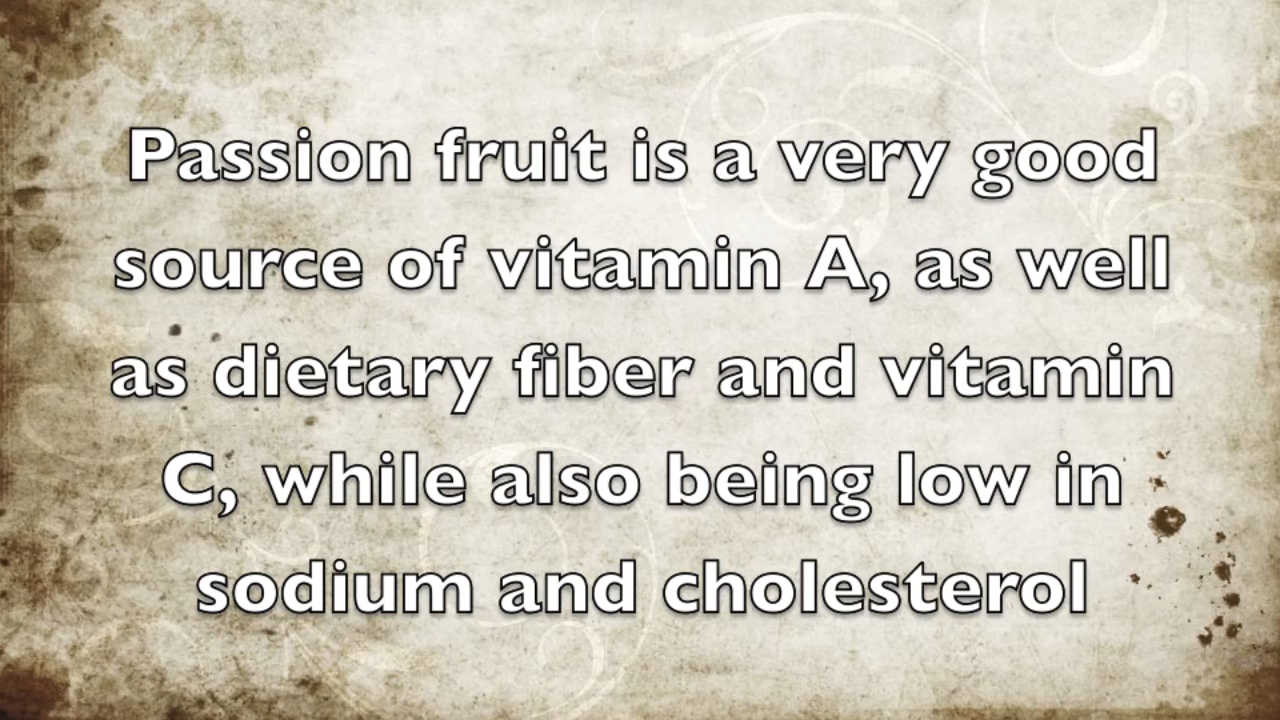 Passion fruit is a very good
source of vitamin A, as well
as dietary fiber and vitamin
C, while also being low in
sodium and cholesterol